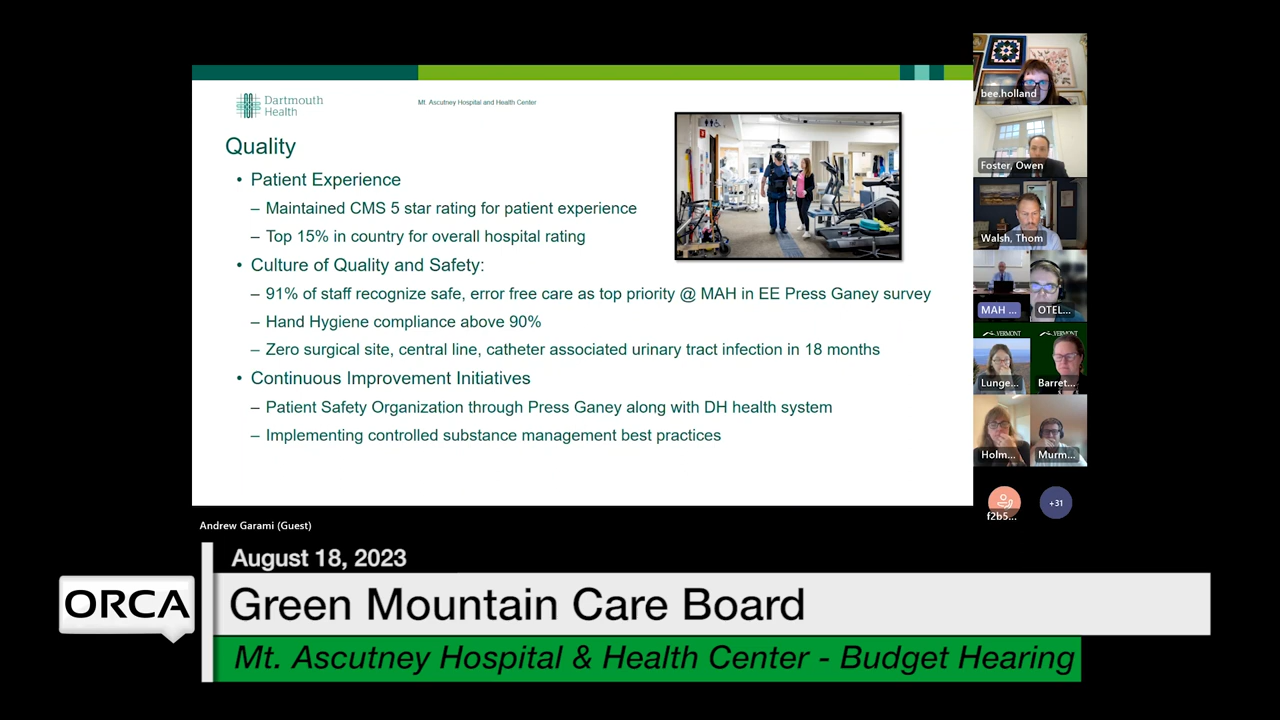 Dartmouth
Health
Mt. Ascutney Hospital and Health Center
Quality
• Patient Experience
– Maintained CMS 5 star rating for patient experience
– Top 15% in country for overall hospital rating
• Culture of Quality and Safety:
– 91% of staff recognize safe, error free care as top priority @ MAH in EE Press Ganey survey
– Hand Hygiene compliance above 90%
– Zero surgical site, central line, catheter associated urinary tract infection in 18 months
• Continuous Improvement Initiatives
– Patient Safety Organization through Press Ganey along with DH health system
– Implementing controlled substance management best practices
bee.holland
Foster, Owen
Walsh, Thom
MAH ...
OTEL...
VERMONT
VERMONT
Lunge...
Barret...
Holm...
Murm...
f2b5...
+31
Andrew Garami (Guest)
August 18, 2023
ORCA
Green Mountain Care Board
Mt. Ascutney Hospital & Health Center - Budget Hearing